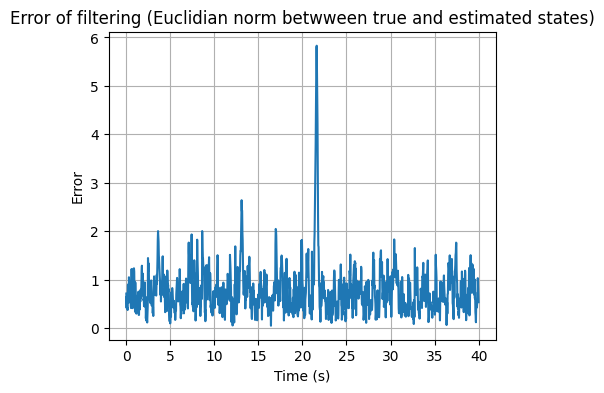 Error of filtering (Euclidian norm betwween true and estimated states)
6
5
4
3
2
1
0
Error
0 5 10 15 20 25 30 35 40
Time (s)